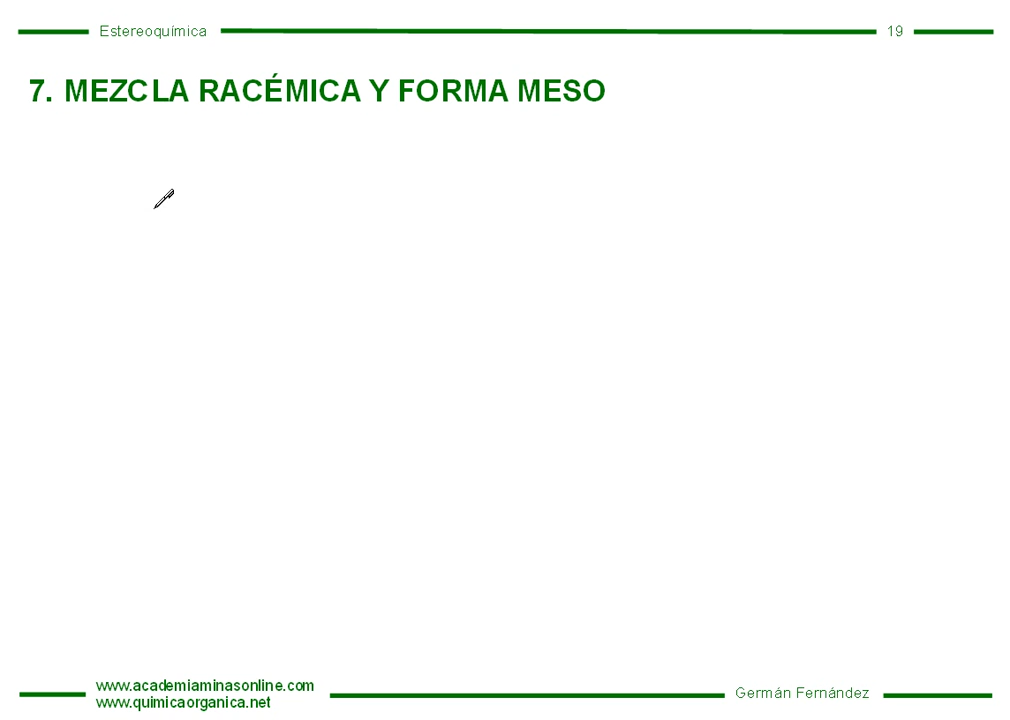 Estereoquímica 19
7. MEZCLA RACÉMICA Y FORMA MESO
www.academiaminasonline.com
www.quimicaorganica.net
Germán Fernández